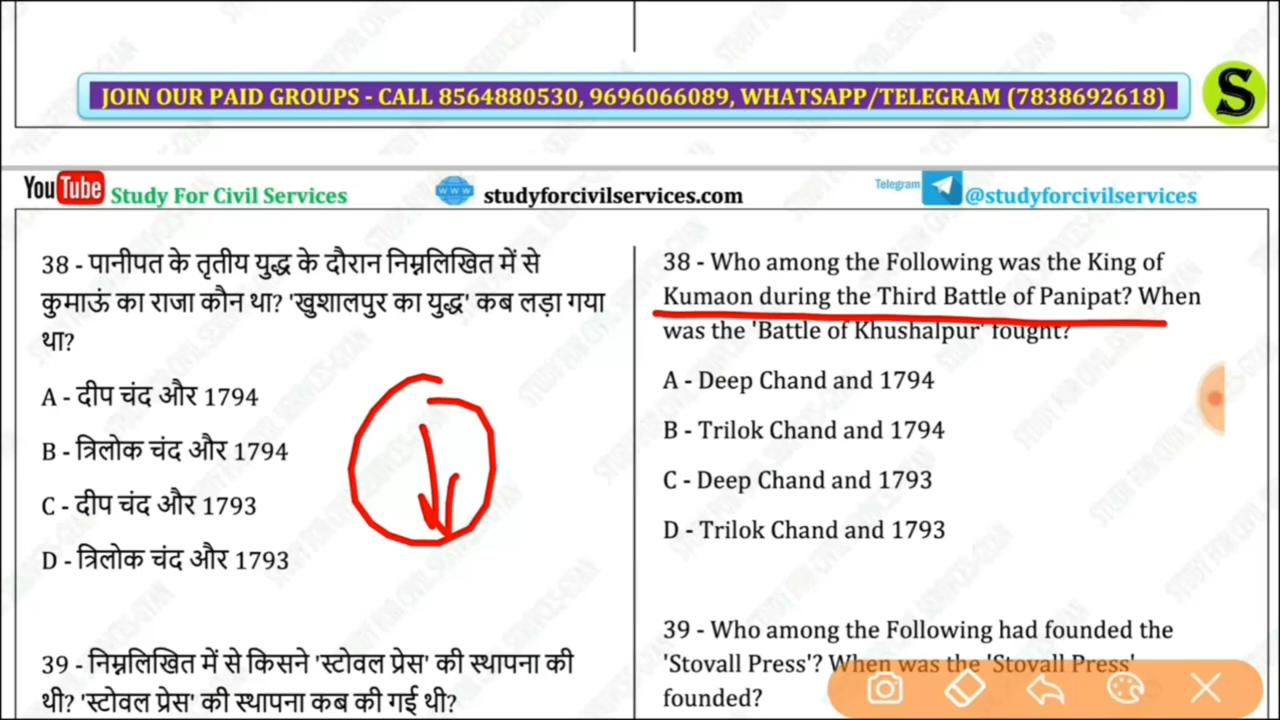 JOIN OUR PAID GROUPS - CALL 8564880530, 9696066089, WHATSAPP/TELEGRAM (7838692618)
S
YouTube Study For Civil Services
WWW studyforcivilservices.com
Telegram @studyforcivilservices
38 - पानीपत के तृतीय युद्ध के दौरान निम्नलिखित में से
कुमाऊं का राजा कौन था? 'खुशालपुर का युद्ध' कब लड़ा गया
था?
A - दीप चंद और 1794
B - त्रिलोक चंद और 1794
C - दीप चंद और 1793
D - त्रिलोक चंद और 1793
39 - निम्नलिखित में से किसने 'स्टोवल प्रेस' की स्थापना की
थी? 'स्टोवल प्रेस' की स्थापना कब की गई थी?
38 - Who among the Following was the King of
Kumaon during the Third Battle of Panipat? When
was the 'Battle of Khushalpur' fought?
A - Deep Chand and 1794
B - Trilok Chand and 1794
C - Deep Chand and 1793
D - Trilok Chand and 1793
39 - Who among the Following had founded the
'Stovall Press'? When was the 'Stovall Press'
founded?